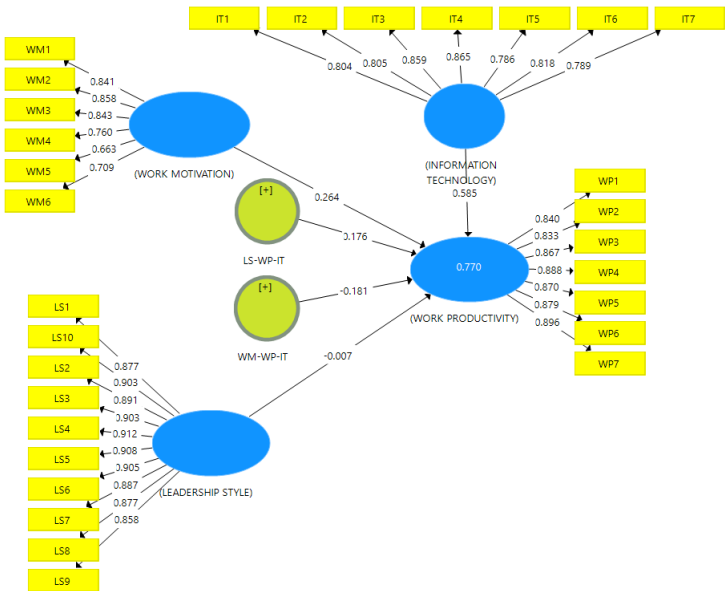 IT1 IT2 IT3 IT4 IT5 IT6 IT7
0.804 0.805 0.859 0.865 0.786 0.818 0.789
(INFORMATION
TECHNOLOGY)
0.585
WM1
WM2
WM3
WM4
WM5
WM6
0.841
0.858
0.843
0.760
0.663
0.709
(WORK MOTIVATION)
0.264
[+]
LS-WP-IT
0.176
[+]
WM-WP-IT
-0.181
0.770
(WORK PRODUCTIVITY)
0.840
0.833
0.867
0.888
0.870
0.879
0.896
WP1
WP2
WP3
WP4
WP5
WP6
WP7
-0.007
LS1
LS10
LS2
LS3
LS4
LS5
LS6
LS7
LS8
LS9
0.877
0.903
0.891
0.903
0.912
0.908
0.905
0.887
0.877
0.858
(LEADERSHIP STYLE)